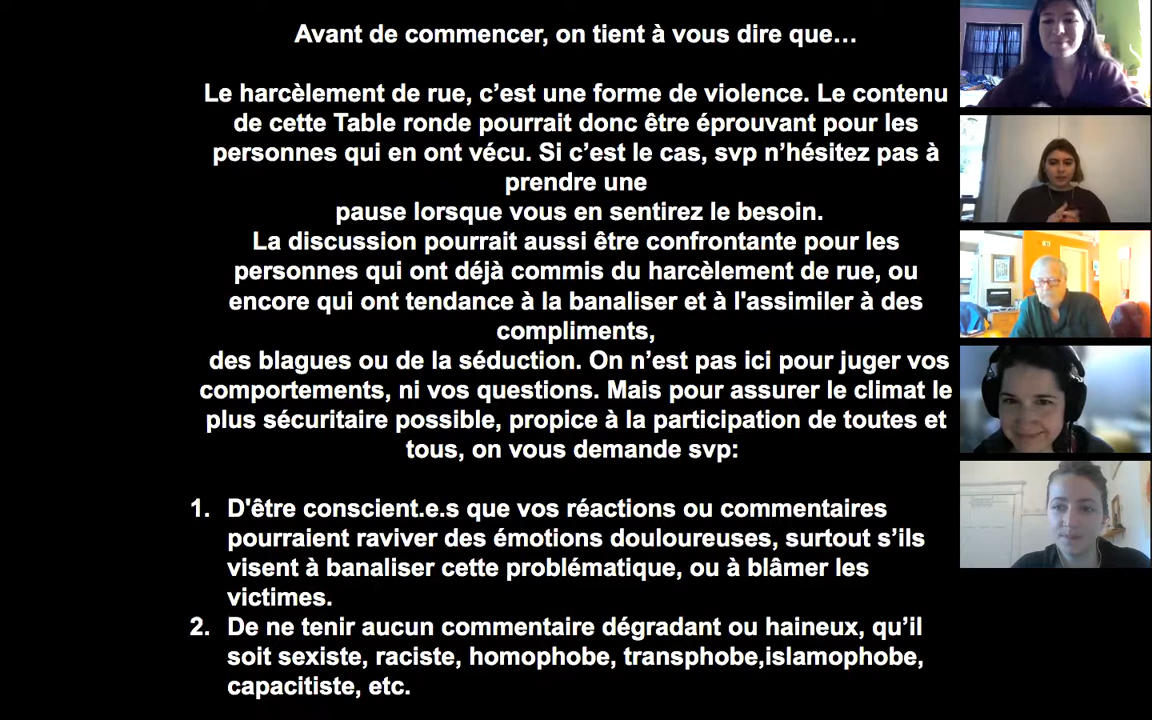 Avant de commencer, on tient à vous dire que…
Le harcèlement de rue, c’est une forme de violence. Le contenu
de cette Table ronde pourrait donc être éprouvant pour les
personnes qui en ont vécu. Si c’est le cas, svp n’hésitez pas à
prendre une
pause lorsque vous en sentirez le besoin.
La discussion pourrait aussi être confrontante pour les
personnes qui ont déjà commis du harcèlement de rue, ou
encore qui ont tendance à la banaliser et à l'assimiler à des
compliments,
des blagues ou de la séduction. On n’est pas ici pour juger vos
comportements, ni vos questions. Mais pour assurer le climat le
plus sécuritaire possible, propice à la participation de toutes et
tous, on vous demande svp:
1. D'être conscient.e.s que vos réactions ou commentaires
pourraient raviver des émotions douloureuses, surtout s’ils
visent à banaliser cette problématique, ou à blâmer les
victimes.
2. De ne tenir aucun commentaire dégradant ou haineux, qu’il
soit sexiste, raciste, homophobe, transphobe,islamophobe,
capacitiste, etc.